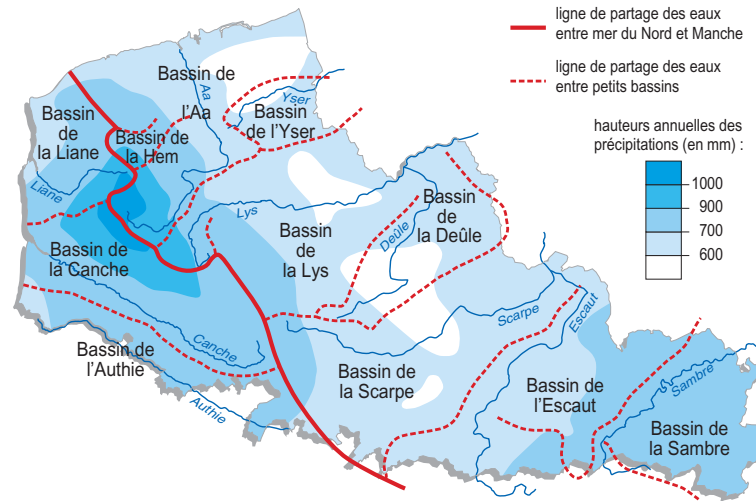 ligne de partage des eaux
entre mer du Nord et Manche
ligne de partage des eaux
entre petits bassins
hauteurs annuelles des
précipitations (en mm) :
1000
900
700
600
Bassin de
l'Aa
Aa
Yser
Bassin
de l'Yser
Bassin
de
la Liane
Bassin de
la Hem
Liane
Lys
Bassin
de
la Lys
Deûle
Bassin
de
la Deûle
Bassin de
la Canche
Canche
Scarpe
Escaut
Bassin de
l'Authie
Authie
Bassin de
la Scarpe
Bassin de
l'Escaut
Sambre
Bassin de
la Sambre